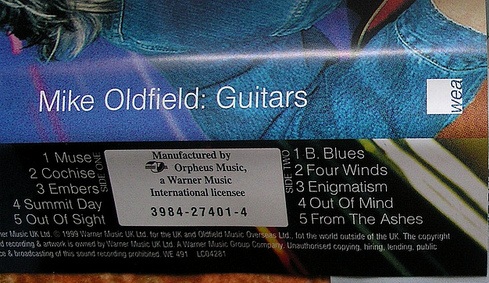 Mike Oldfield: Guitars
wea
SIDE ONE
1 Muse
2 Cochise
3 Embers
4 Summit Day
5 Out Of Sight
Manufactured by
Orpheus Music,
a Warner Music
International licensee
3984-27401-4
SIDE TWO
1 B. Blues
2 Four Winds
3 Enigmatism
4 Out Of Mind
5 From The Ashes
Music UK Ltd. © 1999 Warner Music UK Ltd. for the UK and Oldfield Music Overseas Ltd., for the world outside of the UK. The copyright
recording & artwork is owned by Warner Music UK Ltd. A Warner Music Group Company. Unauthorised copying, hiring, lending, public
& broadcasting of this sound recording prohibited. WE 491 LC04281